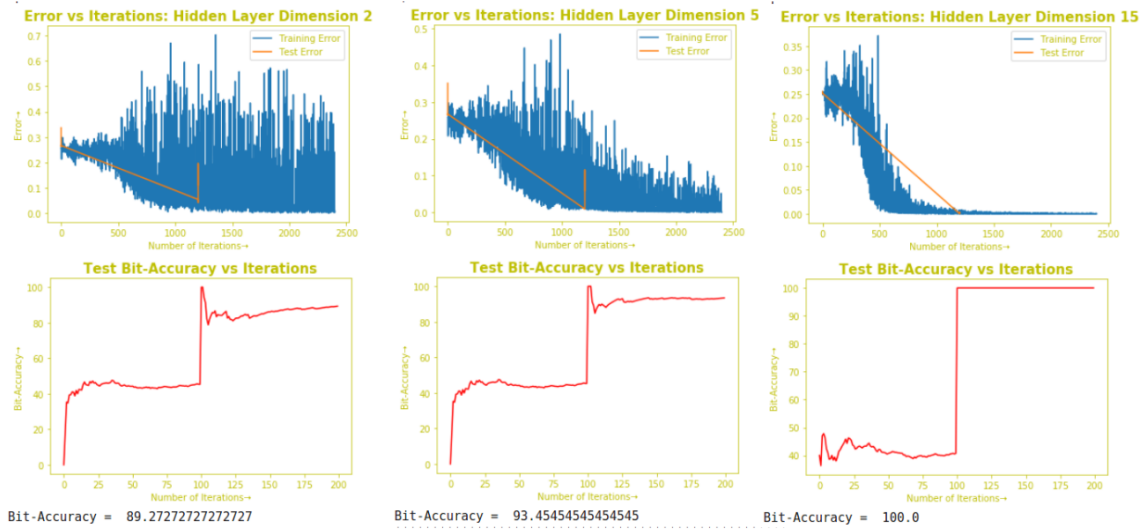 Error vs Iterations: Hidden Layer Dimension 2
Training Error
Test Error
Error→
0.7
0.6
0.5
0.4
0.3
0.2
0.1
0.0
0 500 1000 1500 2000 2500
Number of Iterations→
Error vs Iterations: Hidden Layer Dimension 5
Training Error
Test Error
Error→
0.5
0.4
0.3
0.2
0.1
0.0
0 500 1000 1500 2000 2500
Number of Iterations→
Error vs Iterations: Hidden Layer Dimension 15
Training Error
Test Error
Error→
0.35
0.30
0.25
0.20
0.15
0.10
0.05
0.00
0 500 1000 1500 2000 2500
Number of Iterations→
Test Bit-Accuracy vs Iterations
Bit-Accuracy→
100
80
60
40
20
0
0 25 50 75 100 125 150 175 200
Number of Iterations→
Bit-Accuracy = 89.27272727272727
Test Bit-Accuracy vs Iterations
Bit-Accuracy→
100
80
60
40
20
0
0 25 50 75 100 125 150 175 200
Number of Iterations→
Bit-Accuracy = 93.45454545454545
Test Bit-Accuracy vs Iterations
Bit-Accuracy→
100
90
80
70
60
50
40
0 25 50 75 100 125 150 175 200
Number of Iterations→
Bit-Accuracy = 100.0